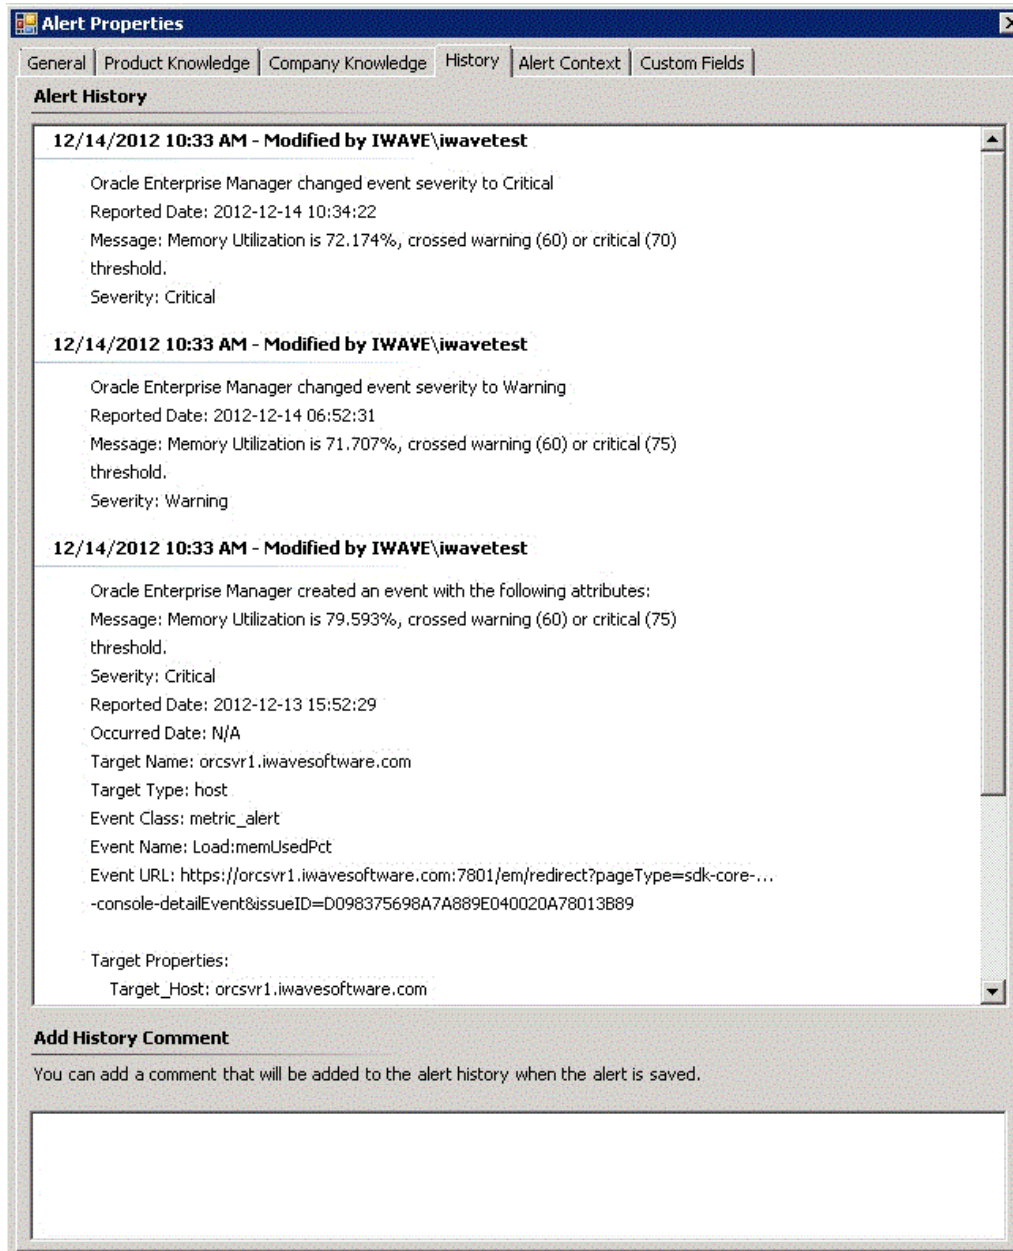 Alert Properties
General Product Knowledge Company Knowledge History Alert Context Custom Fields
Alert History
12/14/2012 10:33 AM - Modified by IWAVE\iwavetest
Oracle Enterprise Manager changed event severity to Critical
Reported Date: 2012-12-14 10:34:22
Message: Memory Utilization is 72.174%, crossed warning (60) or critical (70)
threshold.
Severity: Critical
12/14/2012 10:33 AM - Modified by IWAVE\iwavetest
Oracle Enterprise Manager changed event severity to Warning
Reported Date: 2012-12-14 06:52:31
Message: Memory Utilization is 71.707%, crossed warning (60) or critical (75)
threshold.
Severity: Warning
12/14/2012 10:33 AM - Modified by IWAVE\iwavetest
Oracle Enterprise Manager created an event with the following attributes:
Message: Memory Utilization is 79.593%, crossed warning (60) or critical (75)
threshold.
Severity: Critical
Reported Date: 2012-12-13 15:52:29
Occurred Date: N/A
Target Name: orcsvr1.iwavesoftware.com
Target Type: host
Event Class: metric_alert
Event Name: Load:memUsedPct
Event URL: https://orcsvr1.iwavesoftware.com:7801/em/redirect?pageType=sdk-core-...
-console-detailEvent&issueID=D098375698A7A889E040020A78013B89
Target Properties:
Target_Host: orcsvr1.iwavesoftware.com
Add History Comment
You can add a comment that will be added to the alert history when the alert is saved.